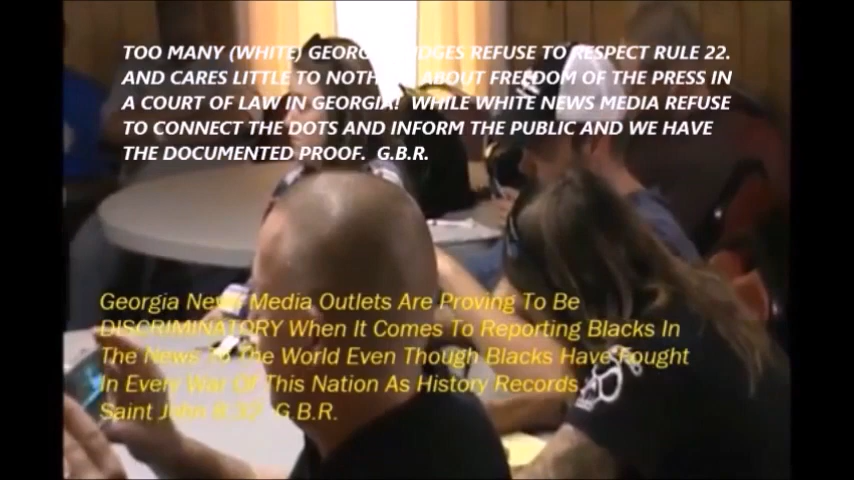 TOO MANY (WHITE) GEORGIA JUDGES REFUSE TO RESPECT RULE 22.
AND CARES LITTLE TO NOTHING ABOUT FREEDOM OF THE PRESS IN
A COURT OF LAW IN GEORGIA! WHILE WHITE NEWS MEDIA REFUSE
TO CONNECT THE DOTS AND INFORM THE PUBLIC AND WE HAVE
THE DOCUMENTED PROOF. G.B.R.
Georgia News Media Outlets Are Proving To Be
DISCRIMINATORY When It Comes To Reporting Blacks In
The News To The World Even Though Blacks Have Fought
In Every War Of This Nation As History Records.
Saint John 8:32 G.B.R.